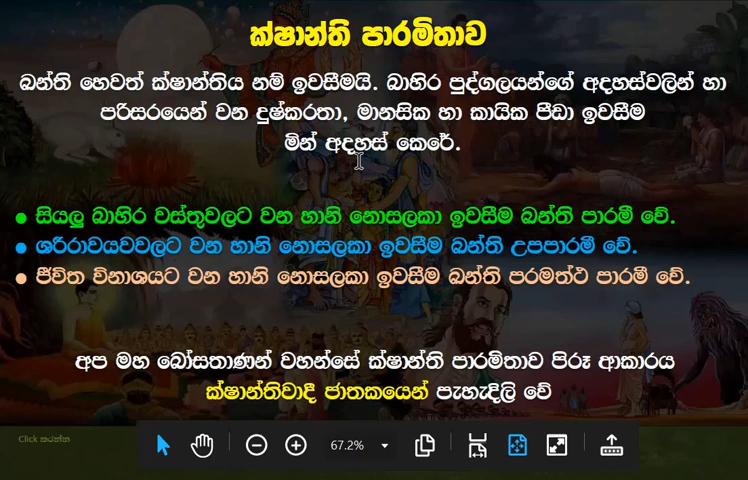 ක්ෂාන්ති පාරමිතාව
ඛන්ති හෙවත් ක්ෂාන්තිය නම් ඉවසීමයි. බාහිර පුද්ගලයන්ගේ අදහස්වලින් හා
පරිසරයෙන් වන දුෂ්කරතා, මානසික හා කායික පීඩා ඉවසීම
මින් අදහස් කෙරේ.
● සියලු බාහිර වස්තූවලට වන හානි නොසලකා ඉවසීම ඛන්ති පාරමී වේ.
● ශරීරාවයවවලට වන හානි නොසලකා ඉවසීම ඛන්ති උපපාරමී වේ.
● ජීවිත විනාශයට වන හානි නොසලකා ඉවසීම ඛන්ති පරමත්ථ පාරමී වේ.
අප මහ බෝසතාණන් වහන්සේ ක්ෂාන්ති පාරමිතාව පිරූ ආකාරය
ක්ෂාන්තිවාදී ජාතකයෙන් පැහැදිලි වේ
Click කරන්න
67.2%